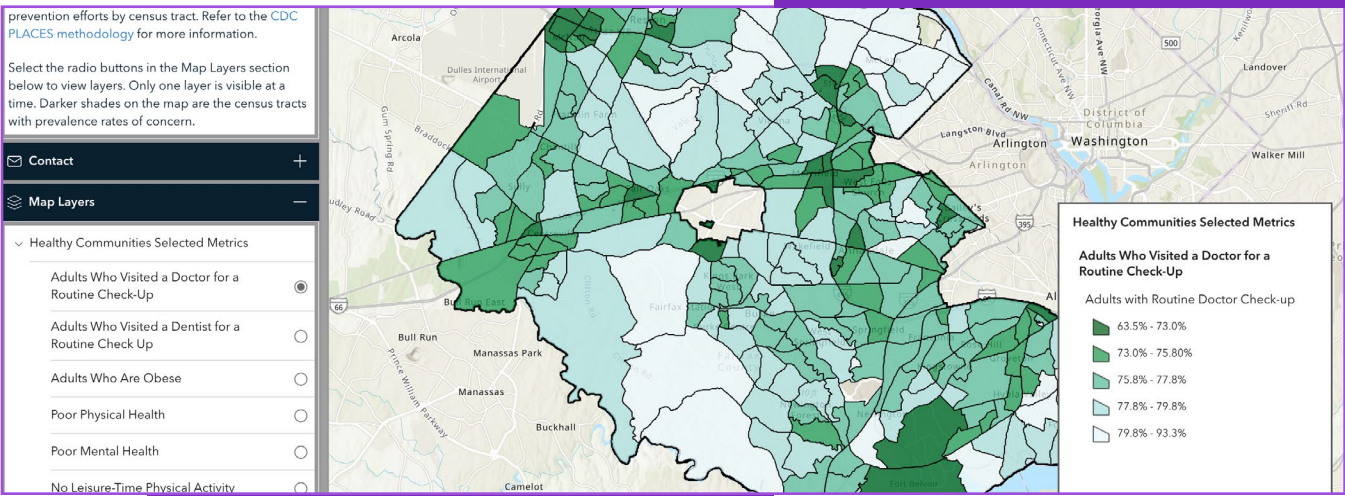 prevention efforts by census tract. Refer to the CDC
PLACES methodology for more information.
Select the radio buttons in the Map Layers section
below to view layers. Only one layer is visible at a
time. Darker shades on the map are the census tracts
with prevalence rates of concern.
Contact
Map Layers
Healthy Communities Selected Metrics
Adults Who Visited a Doctor for a
Routine Check-Up
Adults Who Visited a Dentist for a
Routine Check Up
Adults Who Are Obese
Poor Physical Health
Poor Mental Health
No Leisure-Time Physical Activity
Arcola
Dulles International
Airport
Gum Spring Rd
Braddock
Bull Run East
66
Bull Run
Manassas Park
Manassas
Prince William Parkway
Buckhall
Camelot
Clifton Rd
Fairfax
County
Springfield
Fort Belvoir
Connecticut Ave NW
Canal Rd NW
500
Landover
Sheriff Rd
District of
Columbia
Langston Blvd
Arlington
Washington
Arlington
Walker Mill
395
Healthy Communities Selected Metrics
Adults Who Visited a Doctor for a
Routine Check-Up
Adults with Routine Doctor Check-up
63.5% - 73.0%
73.0% - 75.80%
75.8% - 77.8%
77.8% - 79.8%
79.8% - 93.3%